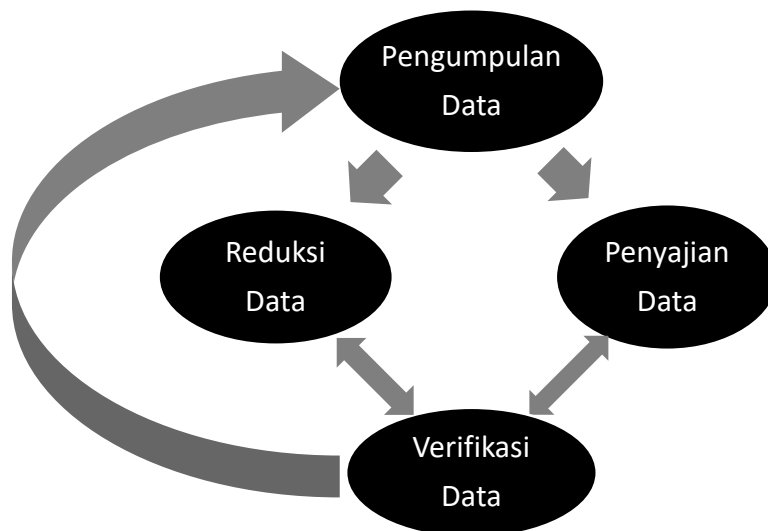 Pengumpulan
Data
Reduksi
Data
Penyajian
Data
Verifikasi
Data